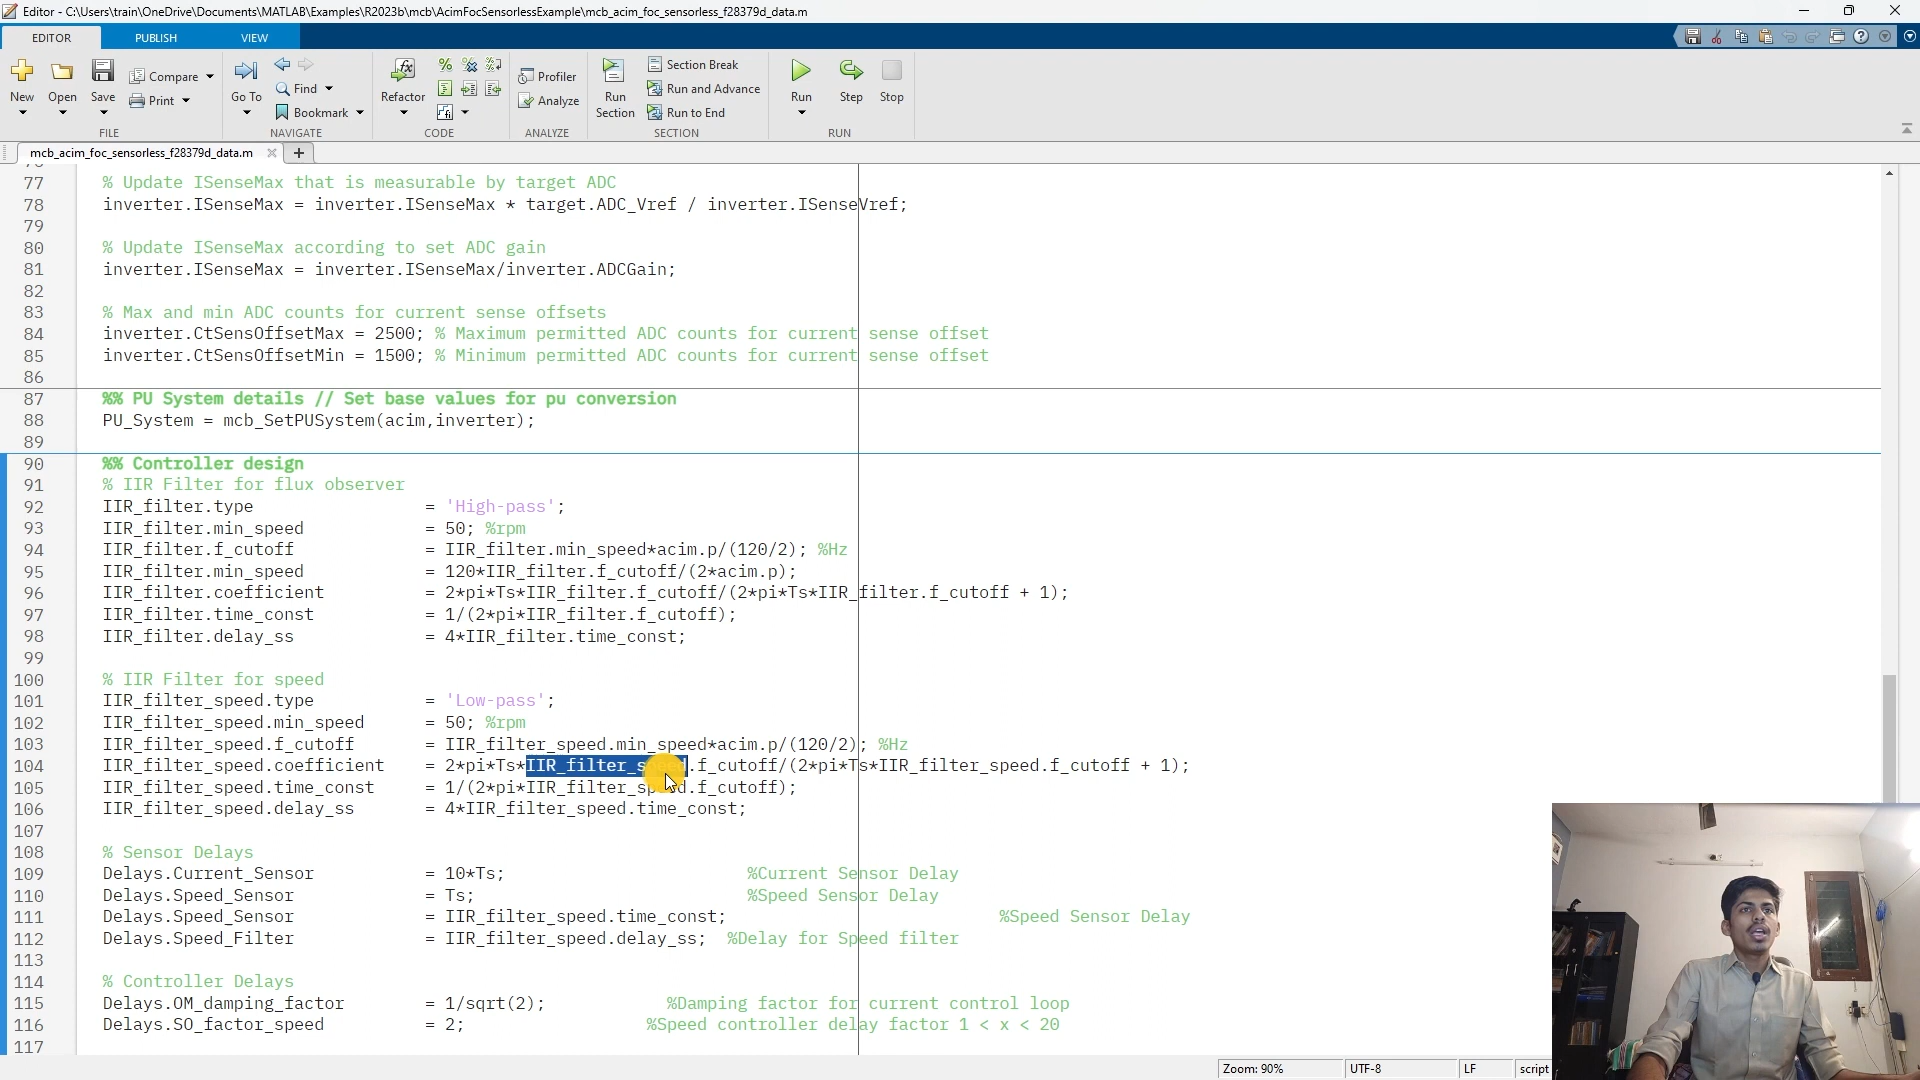 Editor - C:\Users\train\OneDrive\Documents\MATLAB\Examples\R2023b\mcb\AcimFocSensorlessExample\mcb_acim_foc_sensorless_f28379d_data.m
EDITOR PUBLISH VIEW
New Open Save Compare Print Go To Find Bookmark Refactor Profiler Analyze Run Section Section Break Run and Advance Run to End Run Step Stop
FILE NAVIGATE CODE ANALYZE SECTION RUN
mcb_acim_foc_sensorless_f28379d_data.m
77 % Update ISenseMax that is measurable by target ADC
78 inverter.ISenseMax = inverter.ISenseMax * target.ADC_Vref / inverter.ISenseVref;
79
80 % Update ISenseMax according to set ADC gain
81 inverter.ISenseMax = inverter.ISenseMax/inverter.ADCGain;
82
83 % Max and min ADC counts for current sense offsets
84 inverter.CtSensOffsetMax = 2500; % Maximum permitted ADC counts for current sense offset
85 inverter.CtSensOffsetMin = 1500; % Minimum permitted ADC counts for current sense offset
86
87 %% PU System details // Set base values for pu conversion
88 PU_System = mcb_SetPUSystem(acim,inverter);
89
90 %% Controller design
91 % IIR Filter for flux observer
92 IIR_filter.type = 'High-pass';
93 IIR_filter.min_speed = 50; %rpm
94 IIR_filter.f_cutoff = IIR_filter.min_speed*acim.p/(120/2); %Hz
95 IIR_filter.min_speed = 120*IIR_filter.f_cutoff/(2*acim.p);
96 IIR_filter.coefficient = 2*pi*Ts*IIR_filter.f_cutoff/(2*pi*Ts*IIR_filter.f_cutoff + 1);
97 IIR_filter.time_const = 1/(2*pi*IIR_filter.f_cutoff);
98 IIR_filter.delay_ss = 4*IIR_filter.time_const;
99
100 % IIR Filter for speed
101 IIR_filter_speed.type = 'Low-pass';
102 IIR_filter_speed.min_speed = 50; %rpm
103 IIR_filter_speed.f_cutoff = IIR_filter_speed.min_speed*acim.p/(120/2); %Hz
104 IIR_filter_speed.coefficient = 2*pi*Ts*IIR_filter_speed.f_cutoff/(2*pi*Ts*IIR_filter_speed.f_cutoff + 1);
105 IIR_filter_speed.time_const = 1/(2*pi*IIR_filter_speed.f_cutoff);
106 IIR_filter_speed.delay_ss = 4*IIR_filter_speed.time_const;
107
108 % Sensor Delays
109 Delays.Current_Sensor = 10*Ts; %Current Sensor Delay
110 Delays.Speed_Sensor = Ts; %Speed Sensor Delay
111 Delays.Speed_Sensor = IIR_filter_speed.time_const; %Speed Sensor Delay
112 Delays.Speed_Filter = IIR_filter_speed.delay_ss; %Delay for Speed filter
113
114 % Controller Delays
115 Delays.OM_damping_factor = 1/sqrt(2); %Damping factor for current control loop
116 Delays.SO_factor_speed = 2; %Speed controller delay factor 1 < x < 20
117
Zoom: 90% UTF-8 LF script